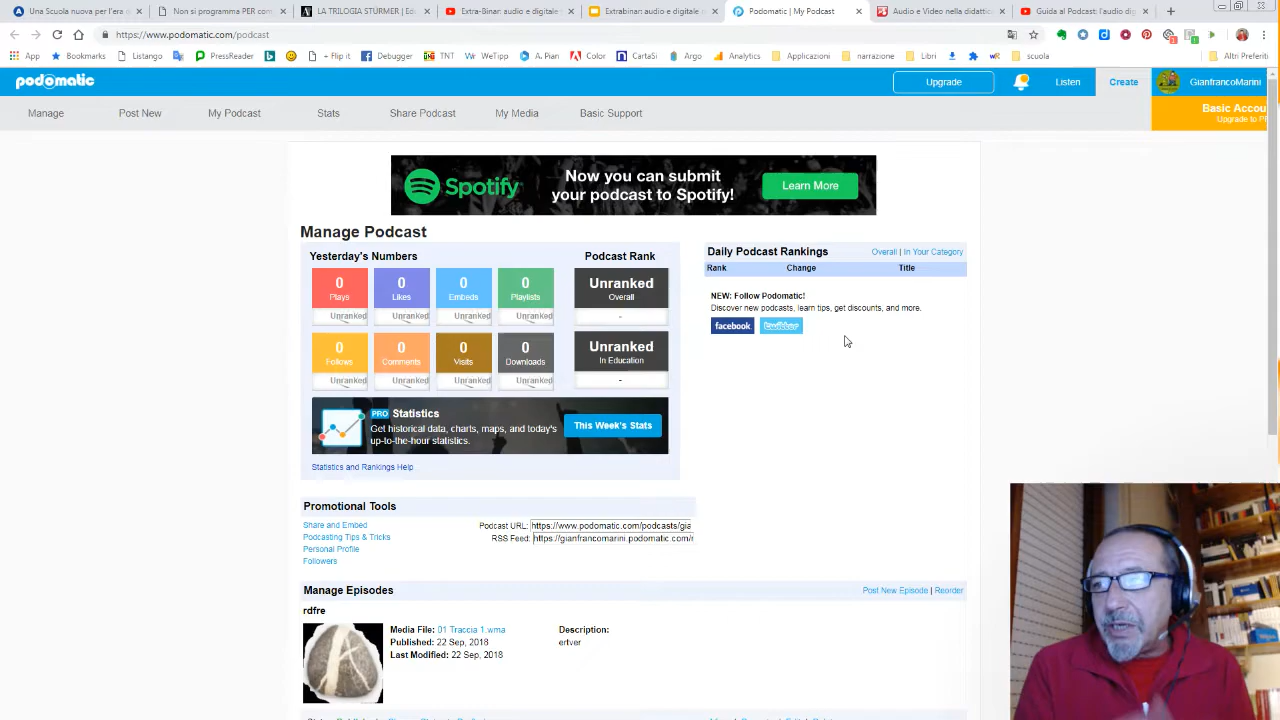 Una Scuola nuova per l'era
Non si programma PER con
LA TRILOGIA STURMER | Ed
Extra-Binar: audio e digitale
Extrabinar: audio e digitale
Podomatic | My Podcast
Audio e Video nella didattic
Guida al Podcast: l'audio dig
https://www.podomatic.com/podcast
App
Bookmarks
Listango
PressReader
+ Flip it
Debugger
TNT
WeTipp
A. Pian
Color
CartaSi
Argo
Analytics
Applicazioni
narrazione
Libri
wR
scuola
Altri Preferiti
podomatic
Upgrade
Listen
Create
GianfrancoMarini
Manage
Post New
My Podcast
Stats
Share Podcast
My Media
Basic Support
Basic Accou
Upgrade to P
Spotify
Now you can submit
your podcast to Spotify!
Learn More
Manage Podcast
Yesterday's Numbers
Podcast Rank
0
Plays
Unranked
0
Likes
Unranked
0
Embeds
Unranked
0
Playlists
Unranked
Unranked
Overall
-
0
Follows
Unranked
0
Comments
Unranked
0
Visits
Unranked
0
Downloads
Unranked
Unranked
In Education
-
PRO Statistics
Get historical data, charts, maps, and today's
up-to-the-hour statistics.
This Week's Stats
Statistics and Rankings Help
Daily Podcast Rankings
Overall | In Your Category
Rank Change Title
NEW: Follow Podomatic!
Discover new podcasts, learn tips, get discounts, and more.
facebook
twitter
Promotional Tools
Share and Embed
Podcasting Tips & Tricks
Personal Profile
Followers
Podcast URL: https://www.podomatic.com/podcasts/gia
RSS Feed: https://gianfrancomarini.podomatic.com/r
Manage Episodes
Post New Episode | Reorder
rdfre
Media File: 01 Traccia 1.wma
Published: 22 Sep, 2018
Last Modified: 22 Sep, 2018
Description:
ertver